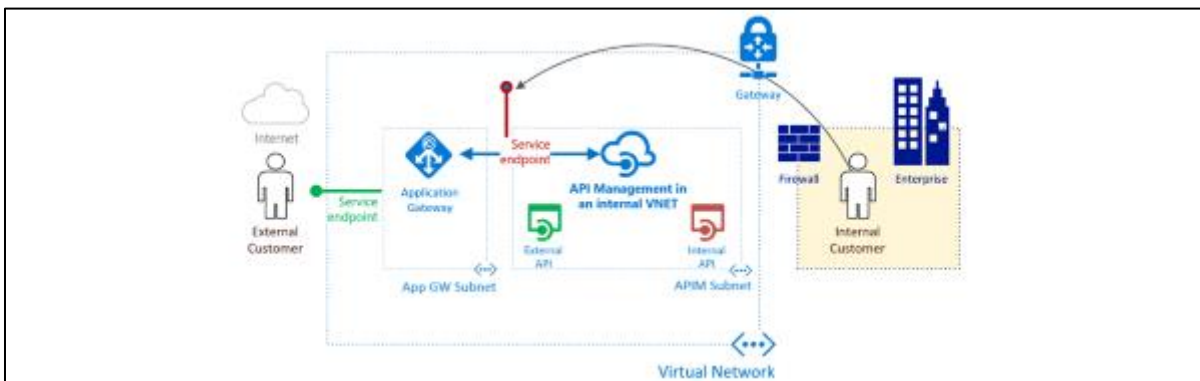 Gateway
Internet
Service
endpoint
Firewall
Enterprise
Application
Gateway
API Management in
an internal VNET
Service
endpoint
External
Customer
Internal
Customer
External
API
Internal
API
App GW Subnet
APIM Subnet
Virtual Network